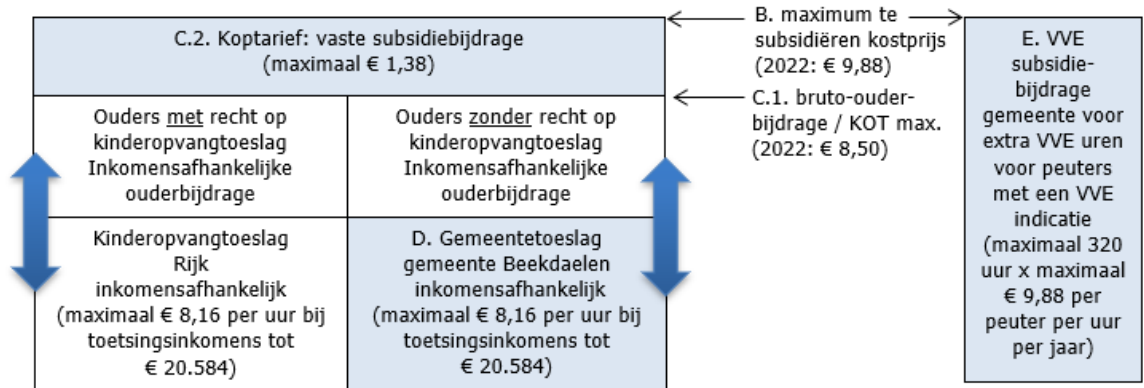 C.2. Koptarief: vaste subsidiebijdrage
(maximaal € 1,38)
B. maximum te
subsidiëren kostprijs
(2022: € 9,88)
C.1. bruto-ouder-
bijdrage / KOT max.
(2022: € 8,50)
Ouders met recht op
kinderopvangtoeslag
Inkomensafhankelijke
ouderbijdrage
Ouders zonder recht op
kinderopvangtoeslag
Inkomensafhankelijke
ouderbijdrage
Kinderopvangtoeslag
Rijk
inkomensafhankelijk
(maximaal € 8,16 per uur bij
toetsingsinkomens tot
€ 20.584)
D. Gemeentetoeslag
gemeente Beekdaelen
inkomensafhankelijk
(maximaal € 8,16 per uur bij
toetsingsinkomens tot
€ 20.584)
E. VVE
subsidie-
bijdrage
gemeente voor
extra VVE uren
voor peuters
met een VVE
indicatie
(maximaal 320
uur x maximaal
€ 9,88 per
peuter per uur
per jaar)